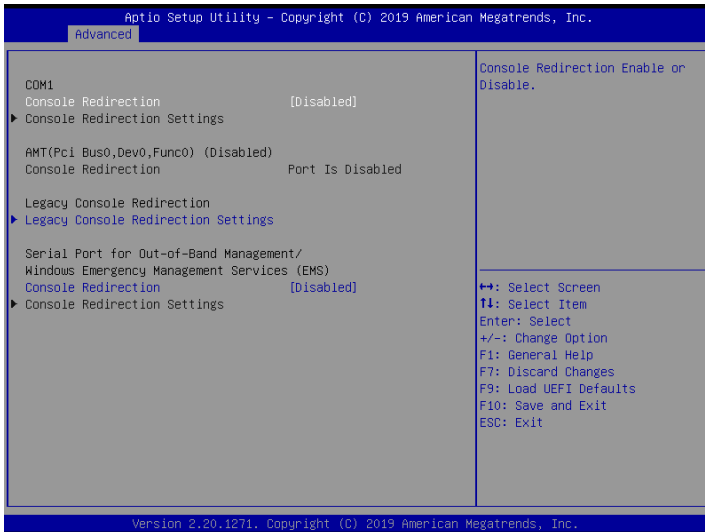 Aptio Setup Utility – Copyright (C) 2019 American Megatrends, Inc.
Advanced
COM1
Console Redirection [Disabled]
Console Redirection Settings
AMT(Pci Bus0,Dev0,Func0) (Disabled)
Console Redirection Port Is Disabled
Legacy Console Redirection
Legacy Console Redirection Settings
Serial Port for Out-of-Band Management/
Windows Emergency Management Services (EMS)
Console Redirection [Disabled]
Console Redirection Settings
Console Redirection Enable or
Disable.
↔: Select Screen
↑↓: Select Item
Enter: Select
+/-: Change Option
F1: General Help
F7: Discard Changes
F9: Load UEFI Defaults
F10: Save and Exit
ESC: Exit
Version 2.20.1271. Copyright (C) 2019 American Megatrends, Inc.